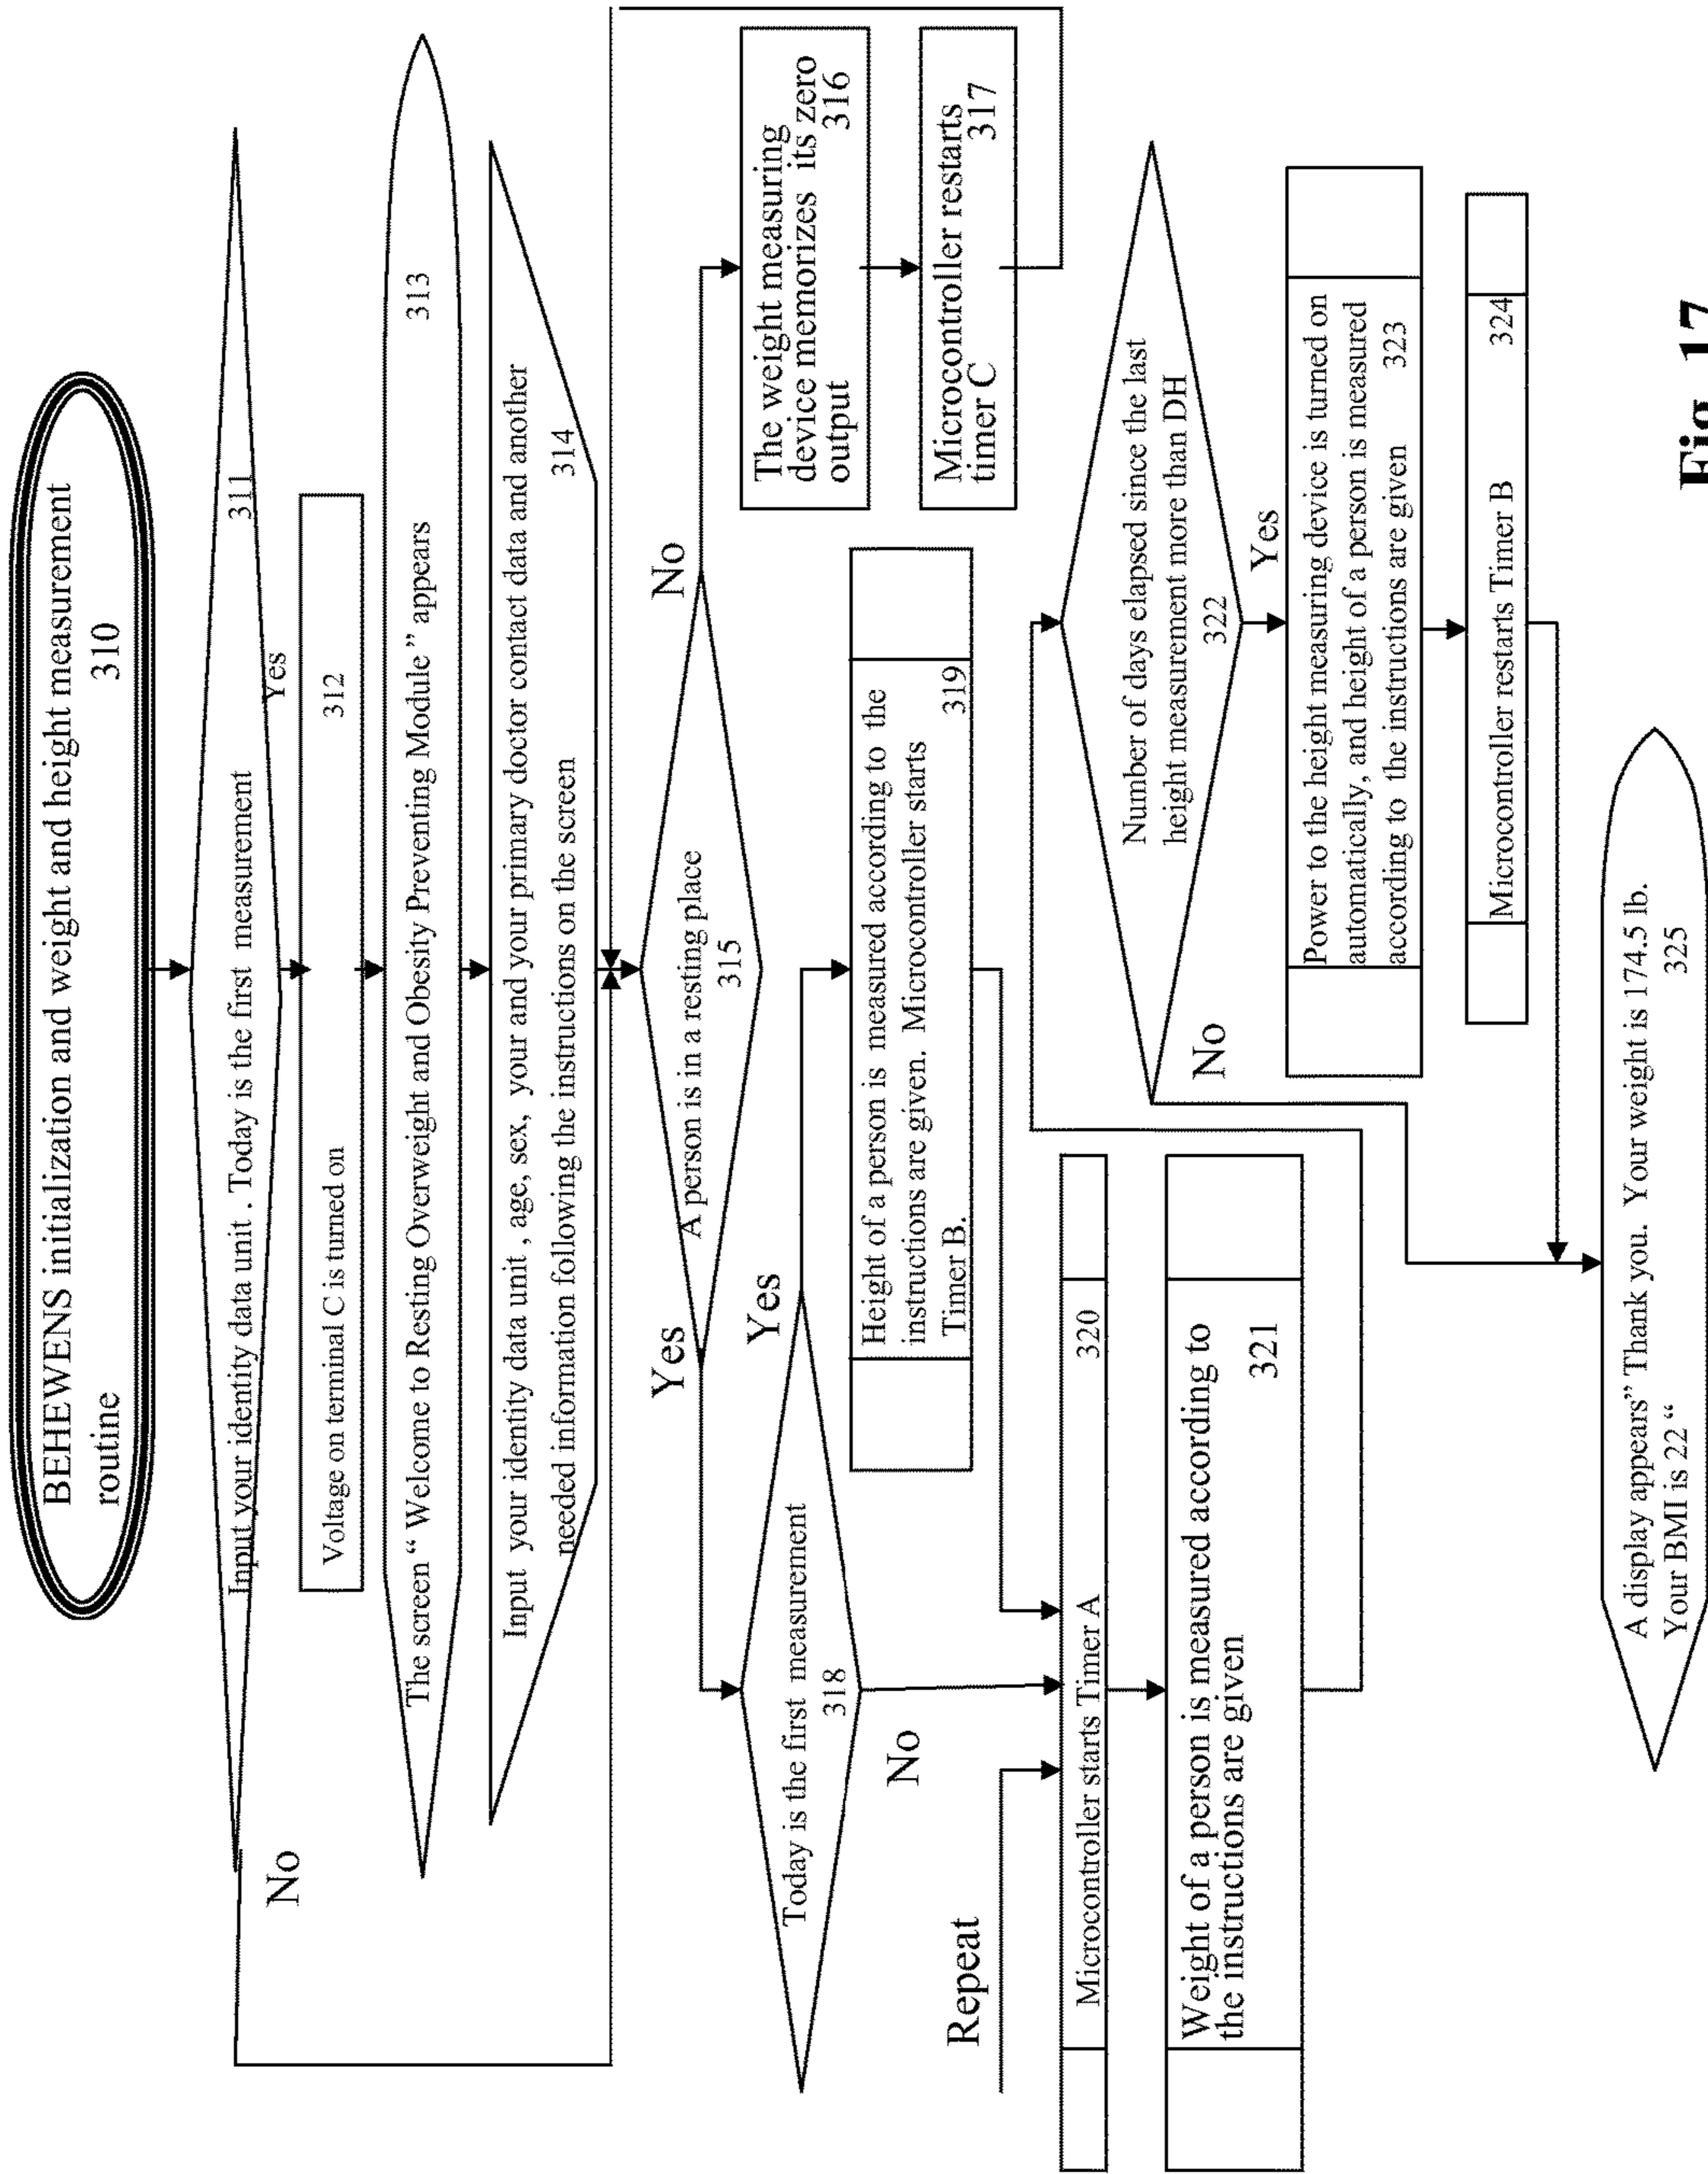 BEHEWENS initialization and weight and height measurement
routine 310
Input your identity data unit . Today is the first measurement 311
Yes
No
Voltage on terminal C is turned on 312
The screen “ Welcome to Resting Overweight and Obesity Preventing Module” appears 313
Input your identity data unit , age, sex, your and your primary doctor contact data and another 314
needed information following the instructions on the screen
A person is in a resting place
315
Yes
No
The weight measuring
device memorizes its zero
output 316
Microcontroller restarts
timer C 317
Today is the first measurement
318
Yes
No
Height of a person is measured according to the
instructions are given. Microcontroller starts
Timer B. 319
Repeat
Microcontroller starts Timer A 320
Weight of a person is measured according to
the instructions are given 321
Number of days elapsed since the last
height measurement more than DH
322
Yes
No
Power to the height measuring device is turned on
automatically, and height of a person is measured
according to the instructions are given 323
Microcontroller restarts Timer B 324
A display appears” Thank you. Your weight is 174.5 lb.
Your BMI is 22 “ 325
Fig. 17